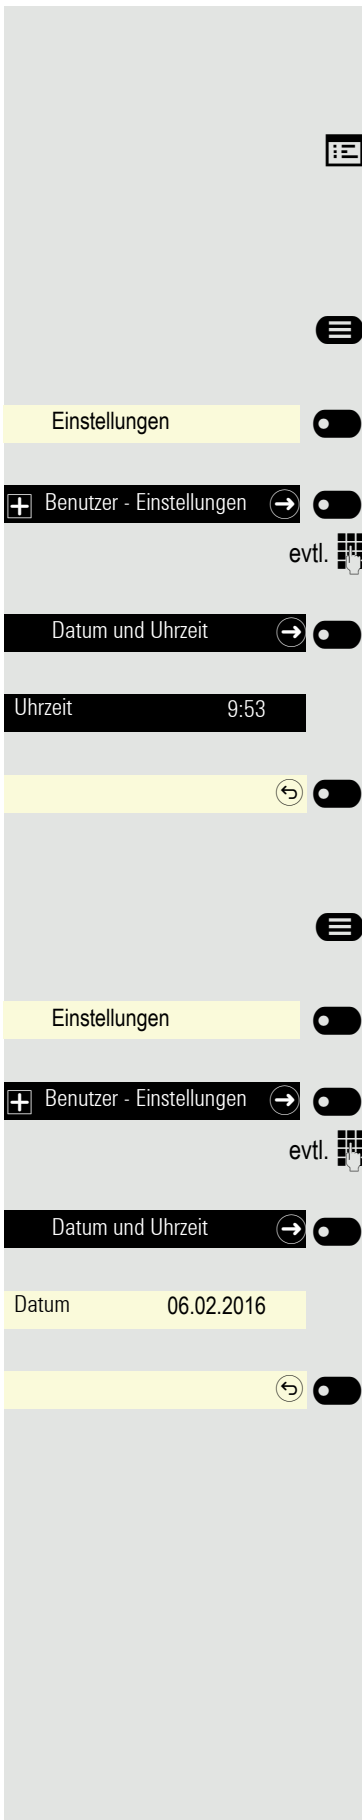 Einstellungen
Benutzer - Einstellungen
evtl.
Datum und Uhrzeit
Uhrzeit 9:53
Einstellungen
Benutzer - Einstellungen
evtl.
Datum und Uhrzeit
Datum 06.02.2016